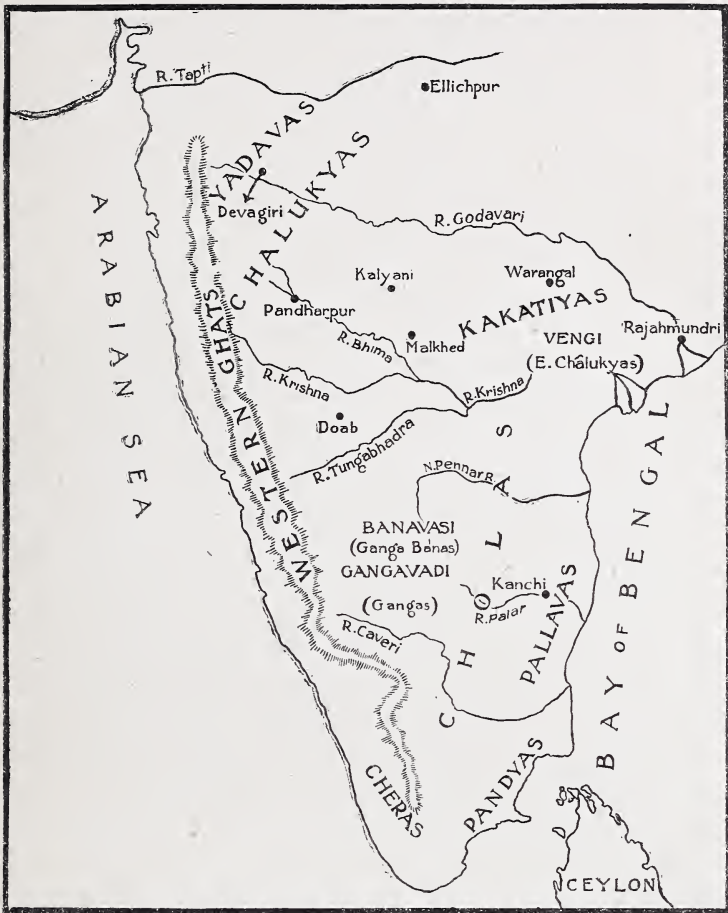 R. Tapti
Ellichpur
YADAVAS
CHALUKYAS
Devagiri
R. Godavari
ARABIAN SEA
Kalyani
Warangal
Pandharpur
KAKATIYAS
Rajahmundri
WESTERN GHATS
R. Bhima
Malkhed
VENGI
(E. Châlukyas)
R. Krishna
R. Krishna
Doab
R. Tungabhadra
CHOLAS
N. Pennar R.
BANAVASI
(Ganga Bánas)
GANGAVADI
Kanchi
(Gangas)
R. Palar
R. Caveri
PALLAVAS
BAY OF BENGAL
PANDYAS
CHERAS
CEYLON